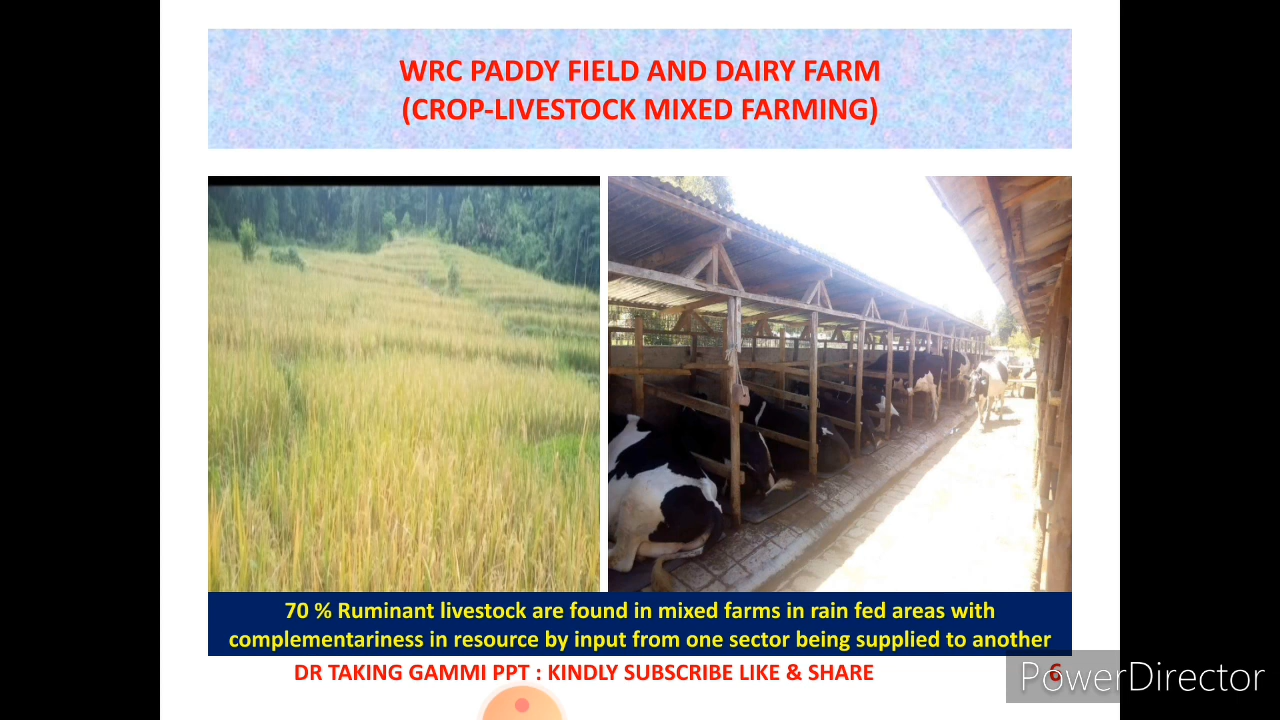 WRC PADDY FIELD AND DAIRY FARM
(CROP-LIVESTOCK MIXED FARMING)
70 % Ruminant livestock are found in mixed farms in rain fed areas with
complementariness in resource by input from one sector being supplied to another
DR TAKING GAMMI PPT : KINDLY SUBSCRIBE LIKE & SHARE
6
PowerDirector